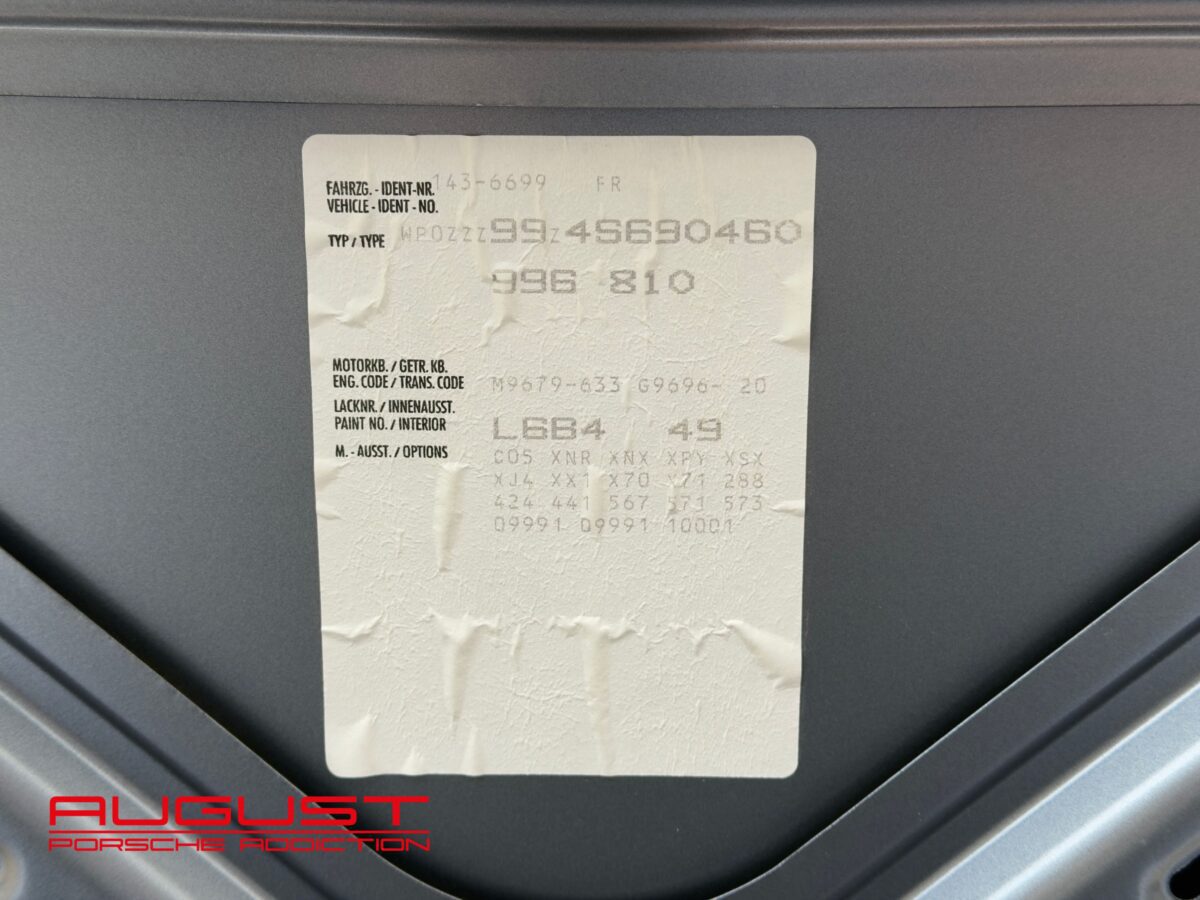 143-6699 FR
FAHRZG. - IDENT-NR.
VEHICLE - IDENT - NO.
WP0ZZZ99Z4S690460
TYP / TYPE
996 810
MOTORKB. / GETR. KB.
ENG. CODE / TRANS. CODE
M9679-633 G9696- 20
LACKNR. / INNENAUSST.
PAINT NO. / INTERIOR
L6B4 49
M. - AUSST. / OPTIONS
C05 XNR XNX XPY XSX
XJ4 XX1 X70 X71 288
424 441 567 571 573
09991 09991 10001
AUGUST
PORSCHE ADDICTION